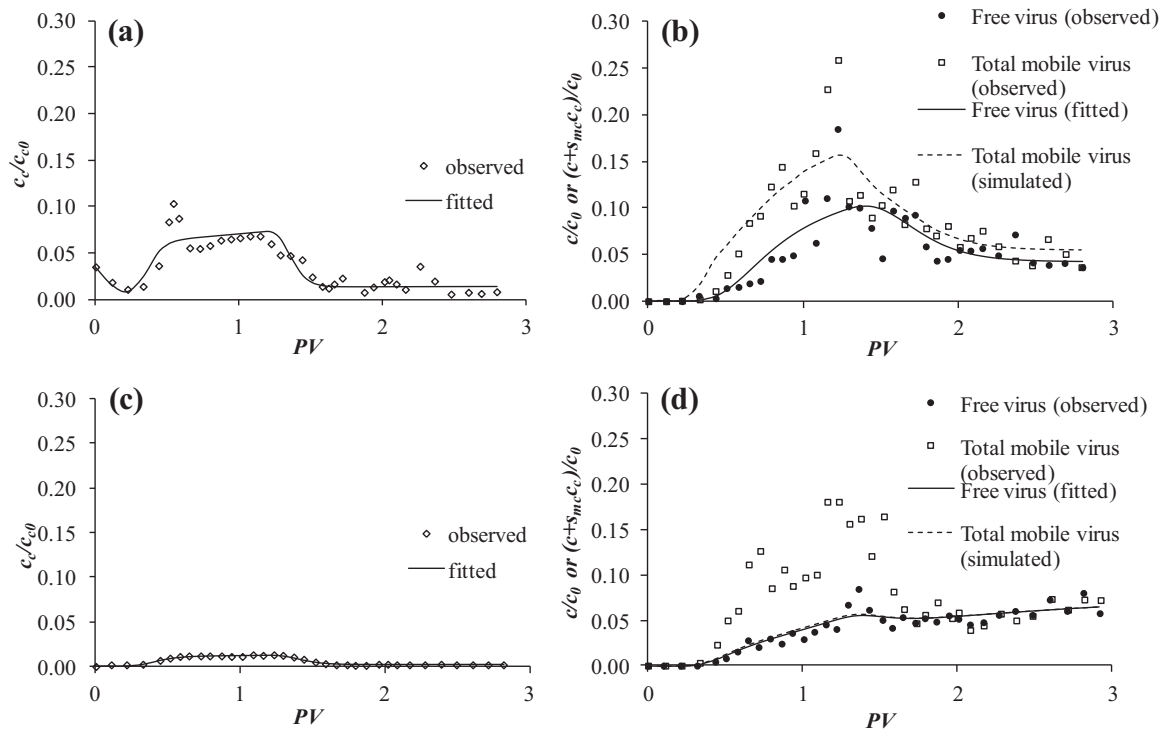 (a)
0.30
0.25
0.20
0.15
0.10
0.05
0.00
c_c/c_c0
observed
fitted
0 1 2 3
PV
(b)
0.30
0.25
0.20
0.15
0.10
0.05
0.00
c/c_0 or (c+s_mc c_c)/c_0
Free virus (observed)
Total mobile virus
(observed)
Free virus (fitted)
Total mobile virus
(simulated)
0 1 2 3
PV
(c)
0.30
0.25
0.20
0.15
0.10
0.05
0.00
c_c/c_c0
observed
fitted
0 1 2 3
PV
(d)
0.30
0.25
0.20
0.15
0.10
0.05
0.00
c/c_0 or (c+s_mc c_c)/c_0
Free virus (observed)
Total mobile virus
(observed)
Free virus (fitted)
Total mobile virus
(simulated)
0 1 2 3
PV